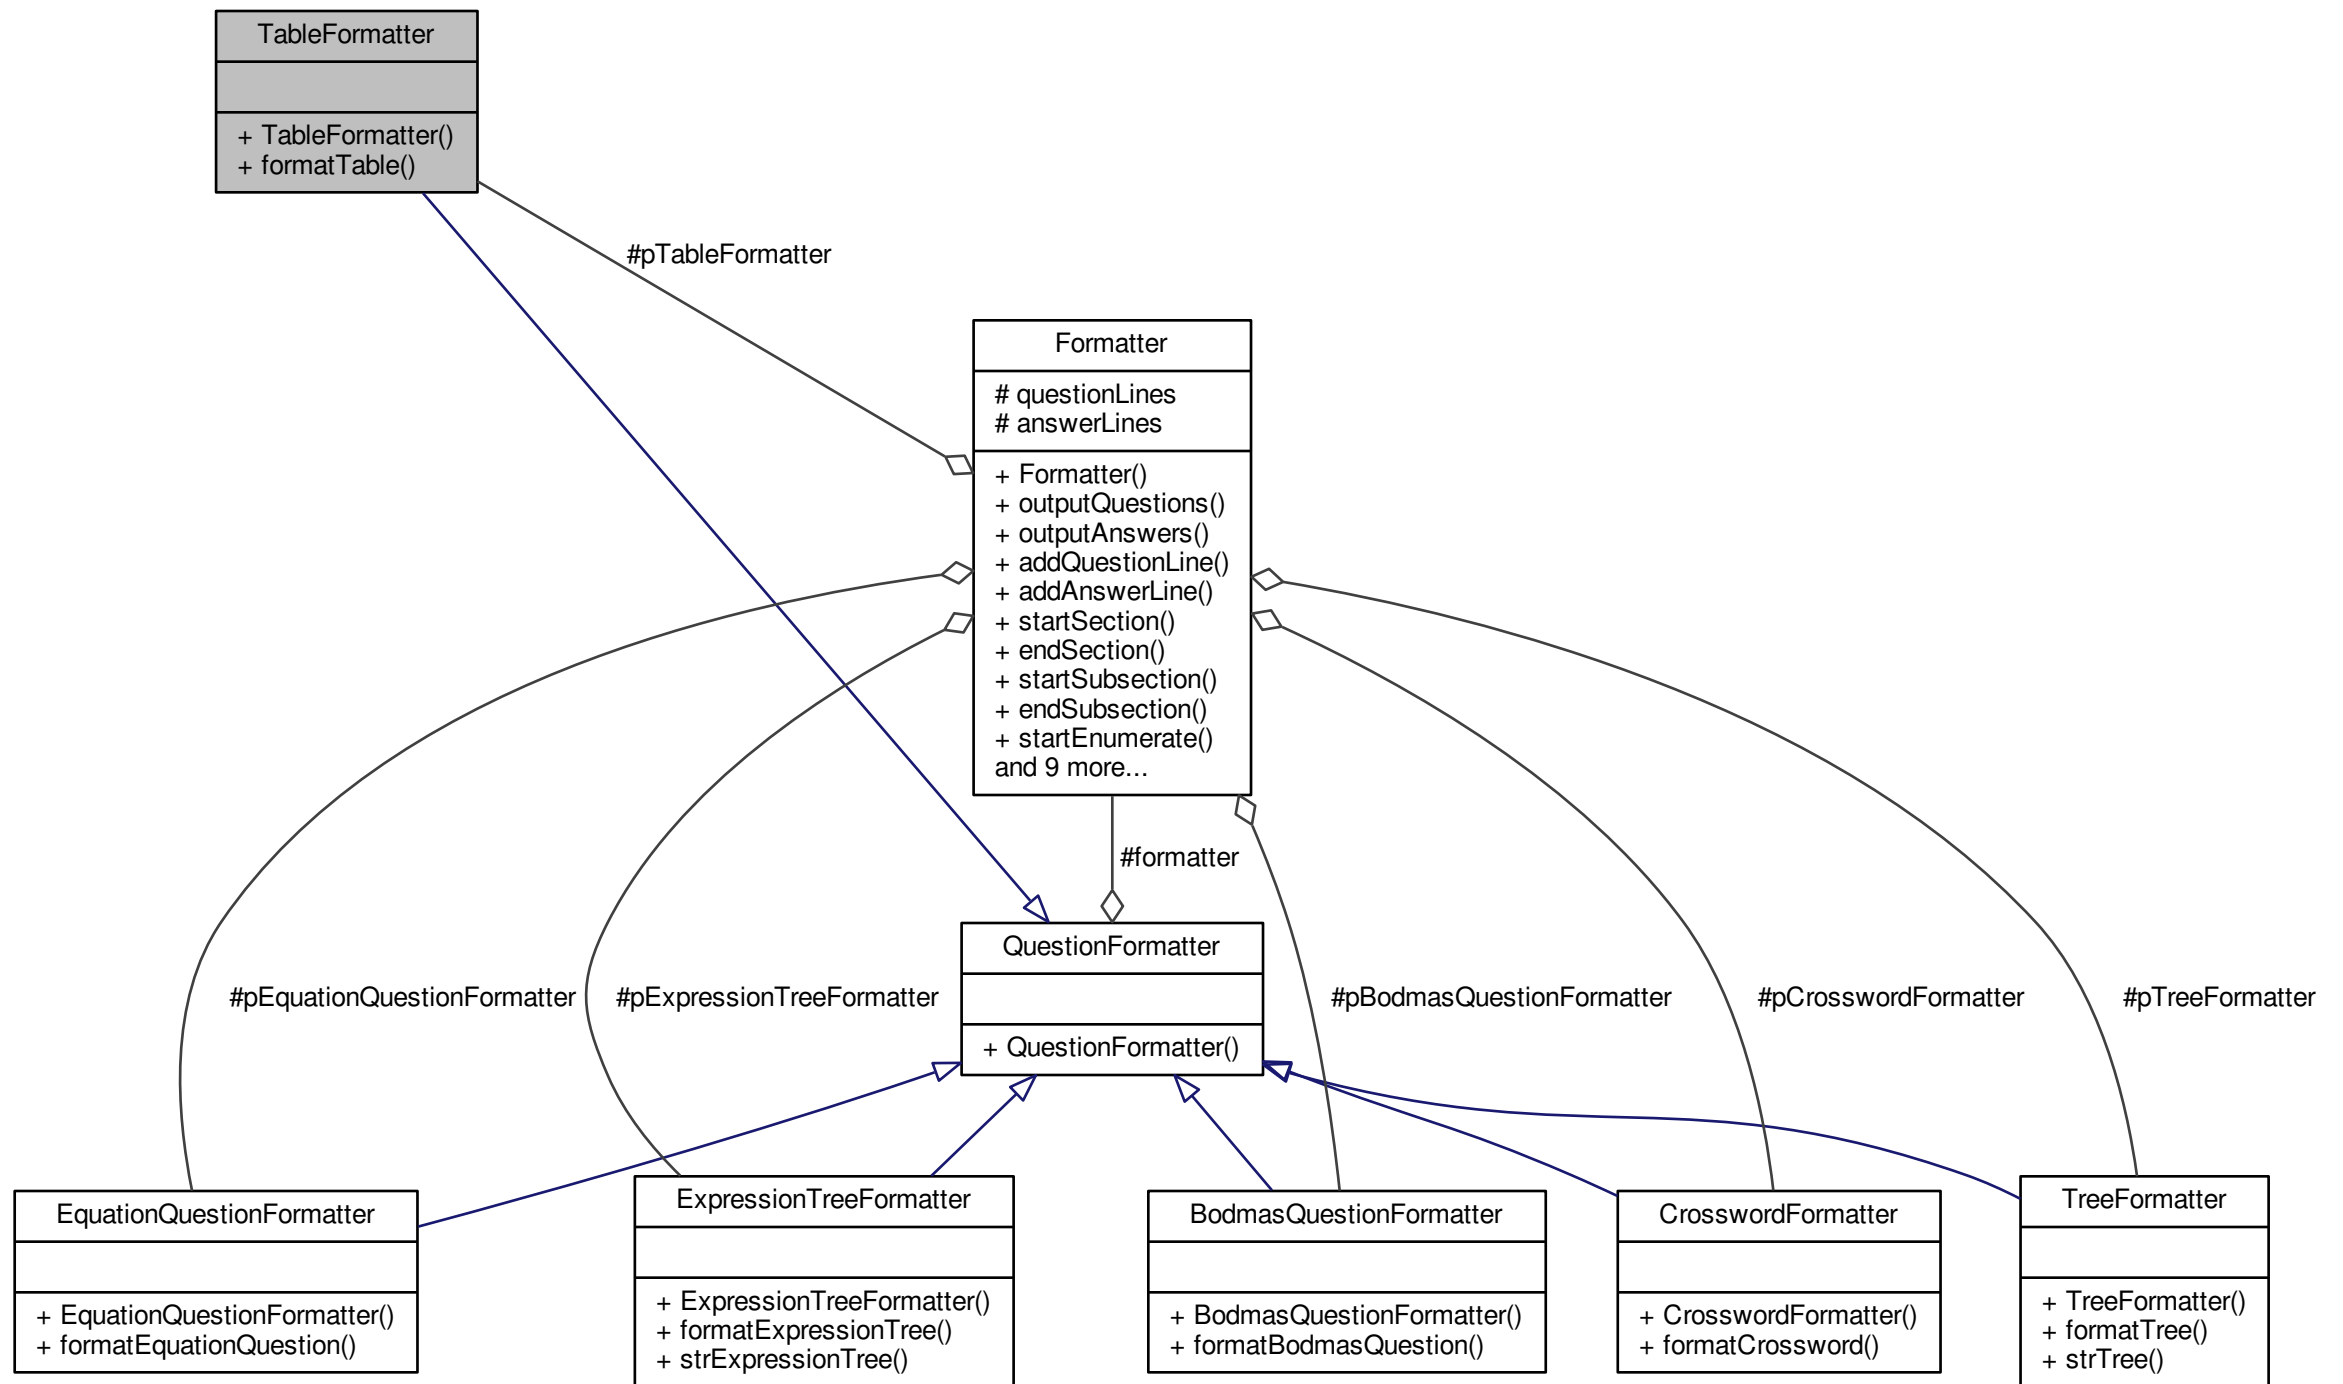 TableFormatter
+ TableFormatter()
+ formatTable()
#pTableFormatter
Formatter
# questionLines
# answerLines
+ Formatter()
+ outputQuestions()
+ outputAnswers()
+ addQuestionLine()
+ addAnswerLine()
+ startSection()
+ endSection()
+ startSubsection()
+ endSubsection()
+ startEnumerate()
and 9 more...
#formatter
QuestionFormatter
+ QuestionFormatter()
#pEquationQuestionFormatter
#pExpressionTreeFormatter
#pBodmasQuestionFormatter
#pCrosswordFormatter
#pTreeFormatter
EquationQuestionFormatter
+ EquationQuestionFormatter()
+ formatEquationQuestion()
ExpressionTreeFormatter
+ ExpressionTreeFormatter()
+ formatExpressionTree()
+ strExpressionTree()
BodmasQuestionFormatter
+ BodmasQuestionFormatter()
+ formatBodmasQuestion()
CrosswordFormatter
+ CrosswordFormatter()
+ formatCrossword()
TreeFormatter
+ TreeFormatter()
+ formatTree()
+ strTree()